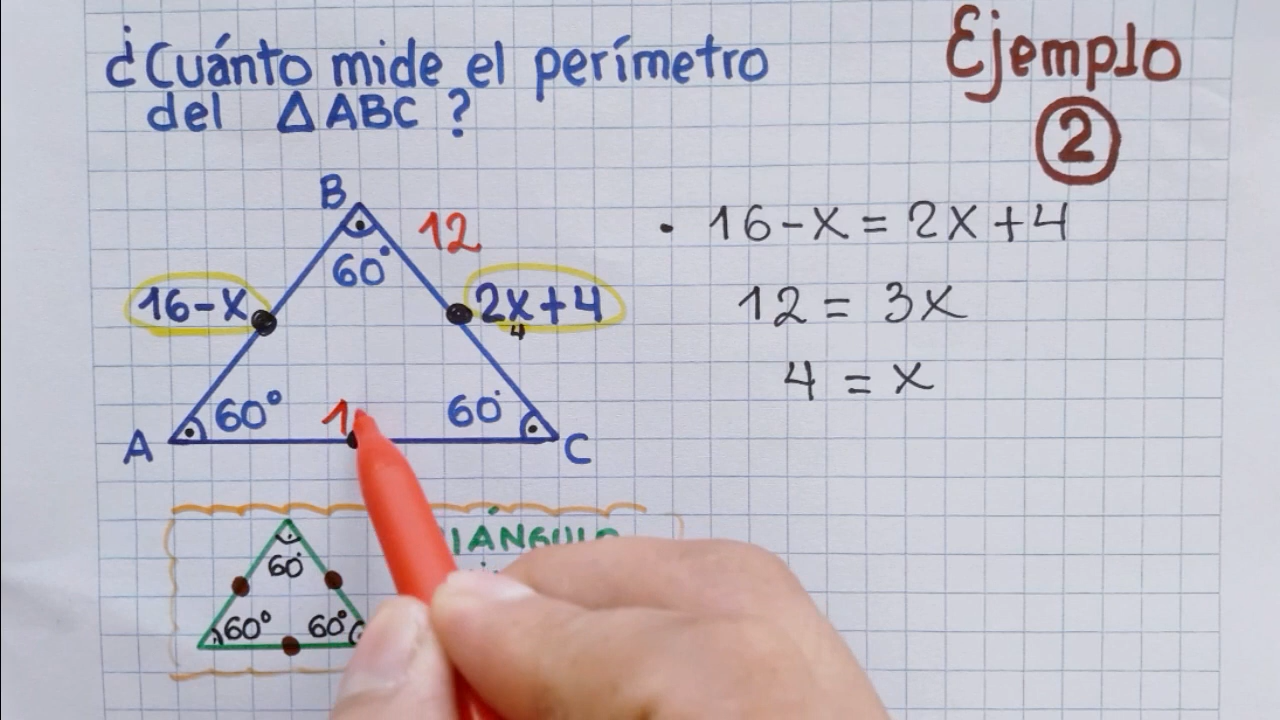 ¿Cuánto mide el perímetro
del △ABC?
Ejemplo
2
B
12
60°
16-x
2x+4
4
A
60°
1
60°
C
· 16-x = 2x+4
12 = 3x
4 = x
60°
60°
60°